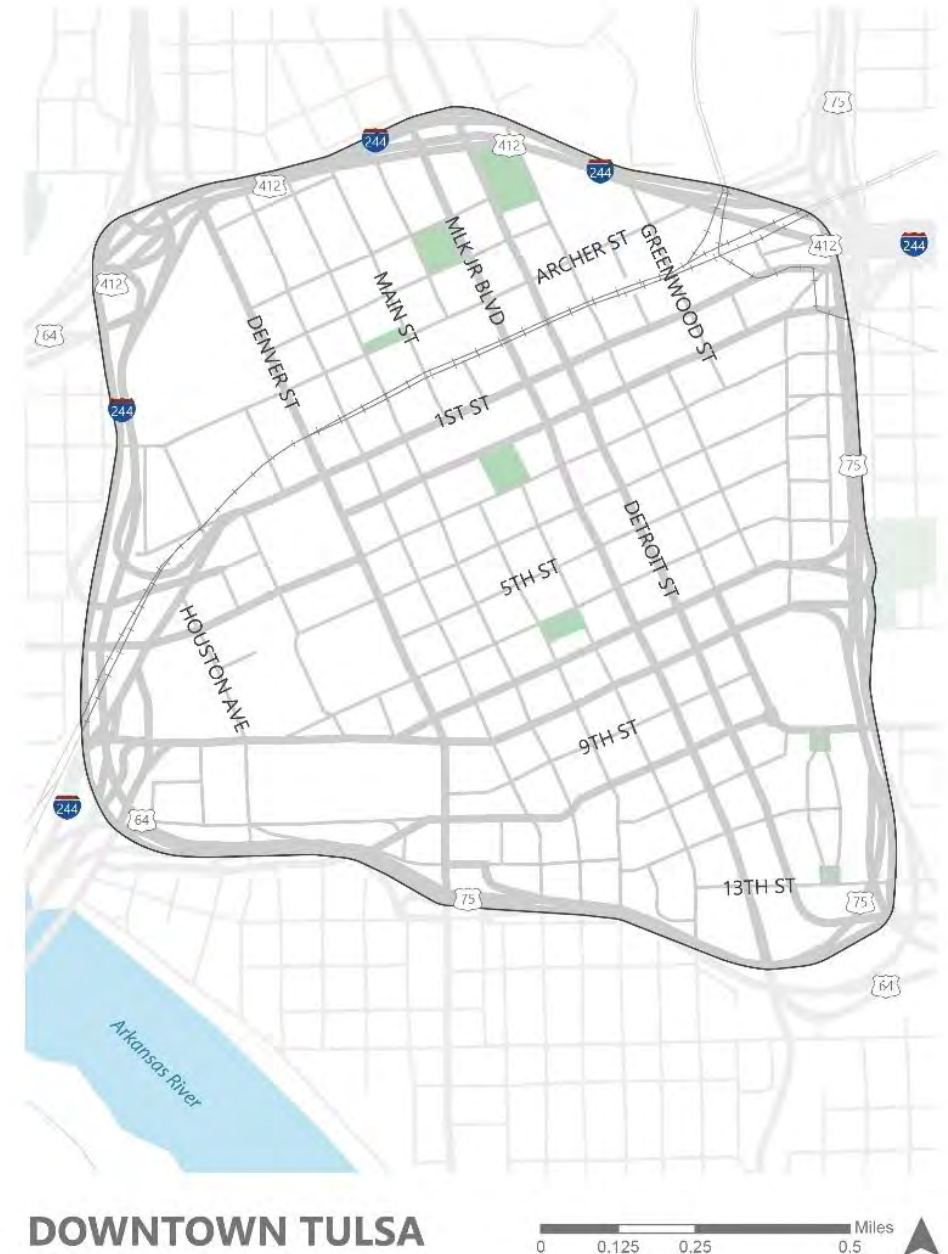 75
244
412
244
412
MLK JR BLVD
ARCHER ST
GREENWOOD ST
412
244
412
MAIN ST
64
DENVER ST
244
1ST ST
75
DETROIT ST
5TH ST
HOUSTON AVE
9TH ST
244
64
13TH ST
75
75
64
Arkansas River
DOWNTOWN TULSA
Miles
0 0.125 0.25 0.5